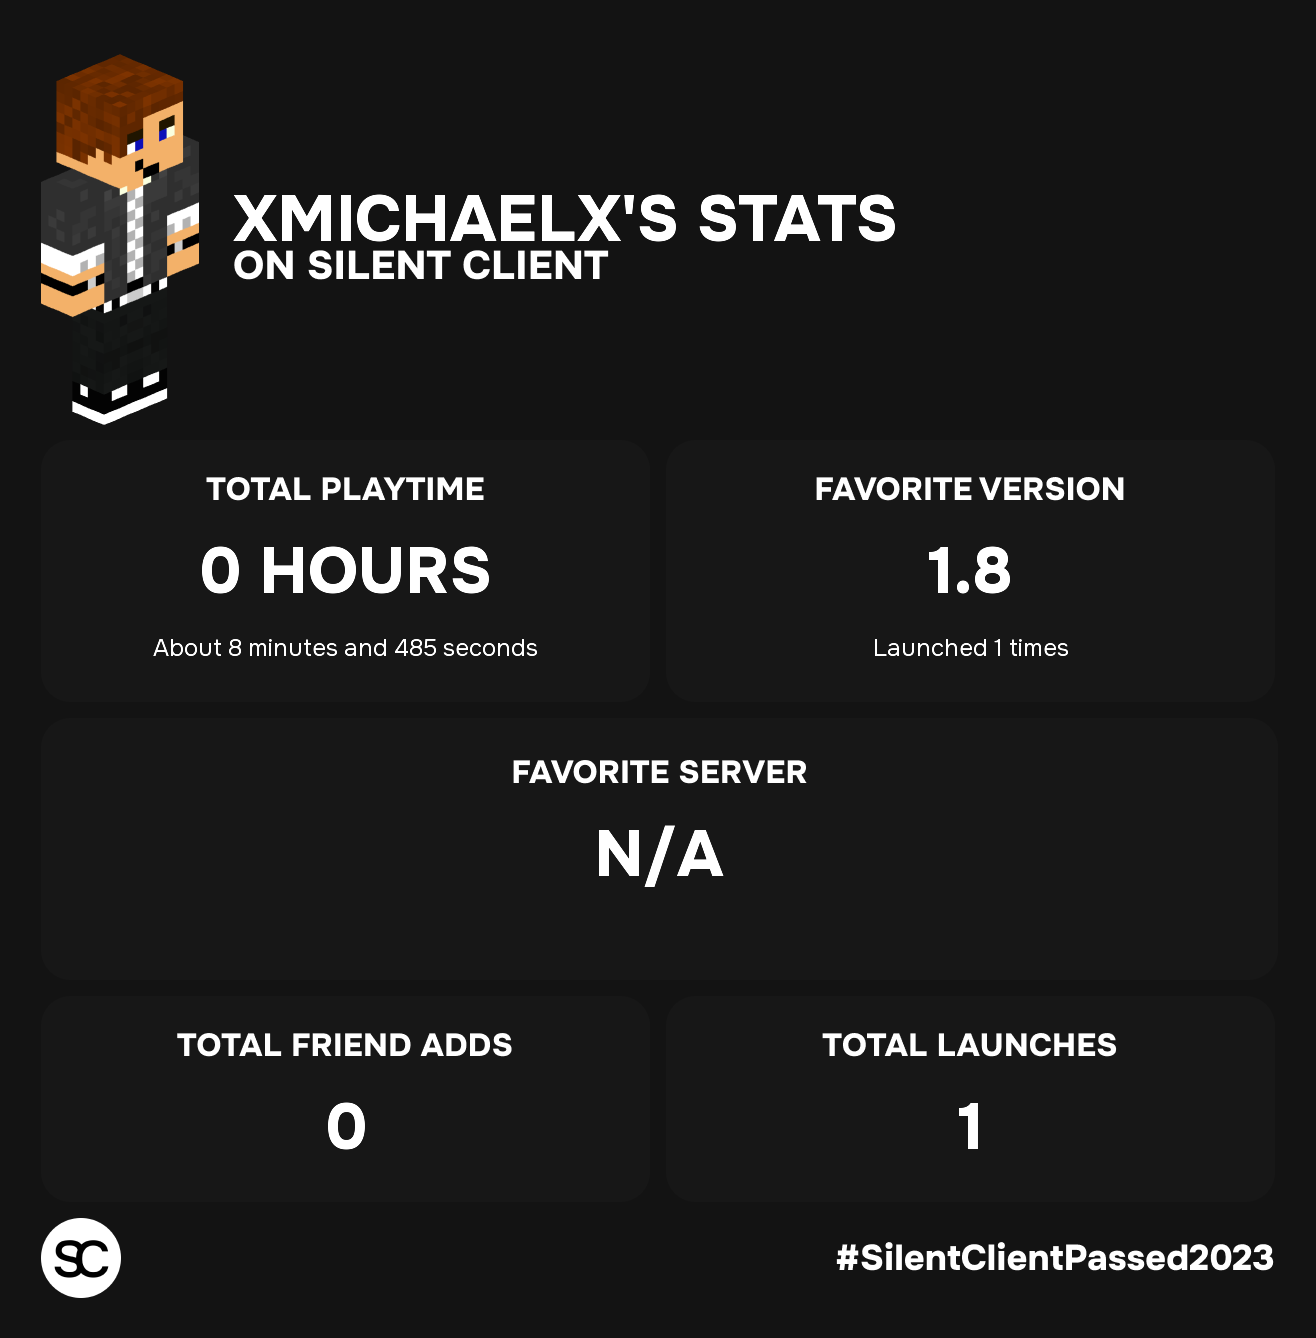 XMICHAELX'S STATS
ON SILENT CLIENT
TOTAL PLAYTIME
0 HOURS
About 8 minutes and 485 seconds
FAVORITE VERSION
1.8
Launched 1 times
FAVORITE SERVER
N/A
TOTAL FRIEND ADDS
0
TOTAL LAUNCHES
1
SC
#SilentClientPassed2023